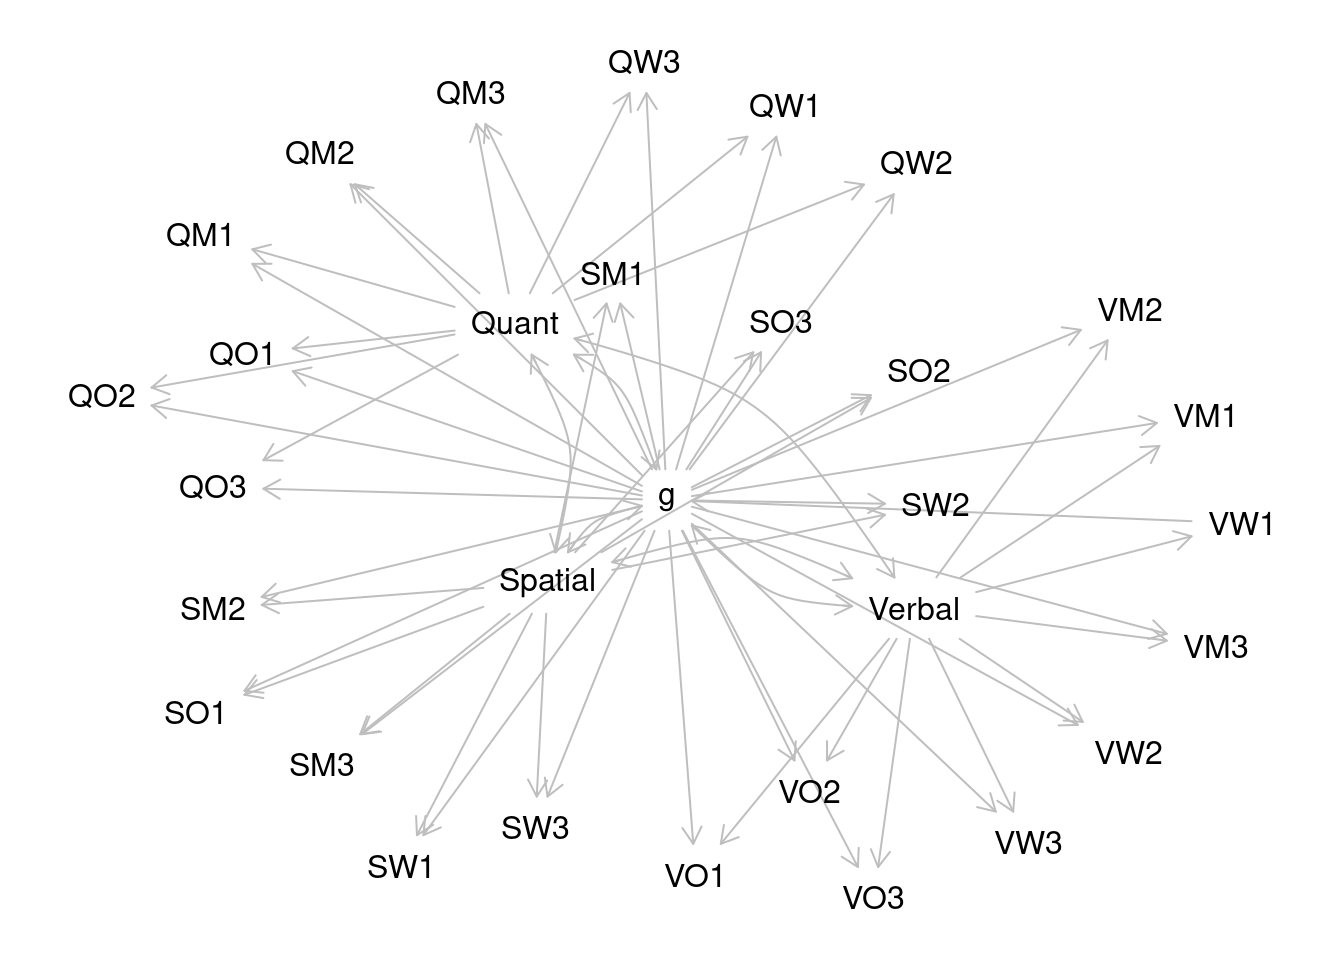 QW3
QM3
QW1
QM2
QW2
QM1
SM1
VM2
Quant
SO3
QO1
SO2
QO2
VM1
QO3
g
SW2
VW1
Spatial
SM2
Verbal
VM3
SO1
VW2
SM3
VO2
SW3
VW3
SW1
VO1
VO3